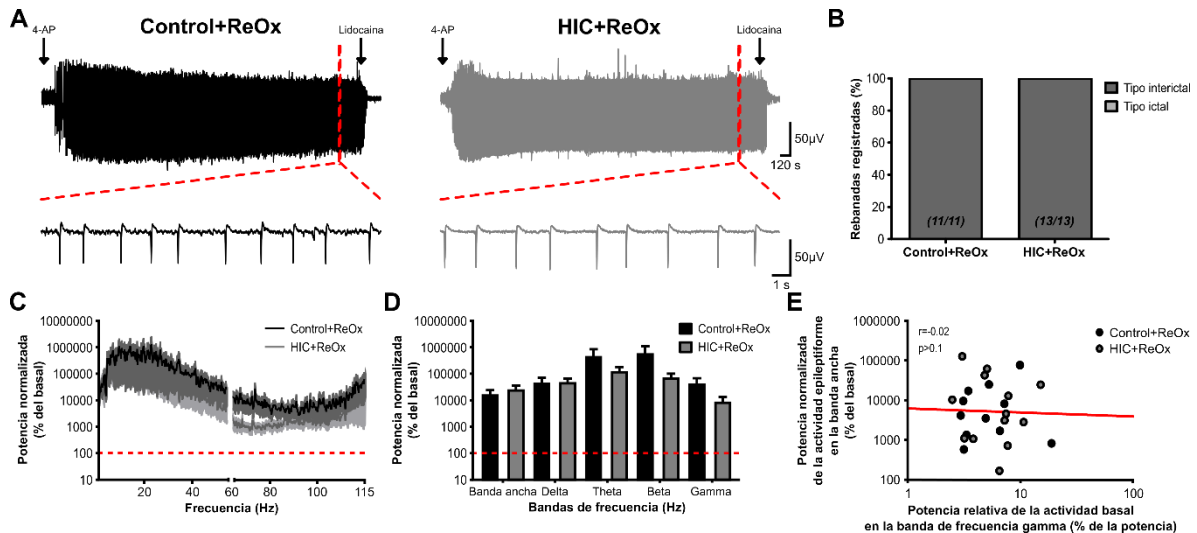 A
Control+ReOx
HIC+ReOx
4-AP
Lidocaina
4-AP
Lidocaina
50µV
120 s
50µV
1 s
B
Rebanadas registradas (%)
100
80
60
40
20
0
(11/11)
(13/13)
Control+ReOx
HIC+ReOx
Tipo interictal
Tipo ictal
C
Potencia normalizada
(% del basal)
10000000
1000000
100000
10000
1000
100
10
20
40
60
60
80
100
115
Frecuencia (Hz)
Control+ReOx
HIC+ReOx
D
Potencia normalizada
(% del basal)
10000000
1000000
100000
10000
1000
100
10
Banda ancha
Delta
Theta
Beta
Gamma
Bandas de frecuencia (Hz)
Control+ReOx
HIC+ReOx
E
Potencia normalizada
de la actividad epileptiforme
en la banda ancha
(% del basal)
1000000
100000
10000
1000
100
r=-0.02
p>0.1
Control+ReOx
HIC+ReOx
1
10
100
Potencia relativa de la actividad basal
en la banda de frecuencia gamma (% de la potencia)